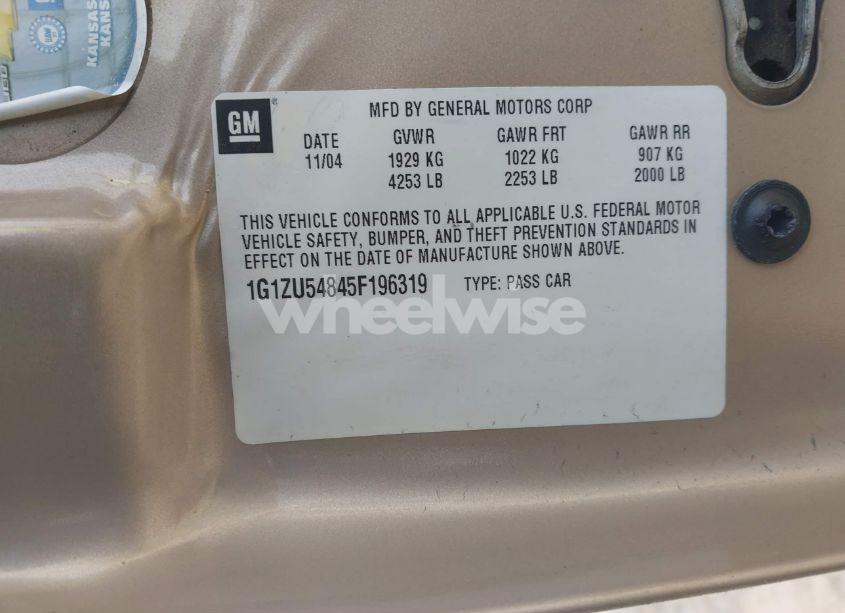 KANSAS
KANS
GM
MFD BY GENERAL MOTORS CORP
DATE GVWR GAWR FRT GAWR RR
11/04 1929 KG 1022 KG 907 KG
4253 LB 2253 LB 2000 LB
THIS VEHICLE CONFORMS TO ALL APPLICABLE U.S. FEDERAL MOTOR
VEHICLE SAFETY, BUMPER, AND THEFT PREVENTION STANDARDS IN
EFFECT ON THE DATE OF MANUFACTURE SHOWN ABOVE.
1G1ZU54845F196319 TYPE: PASS CAR
wheelwise